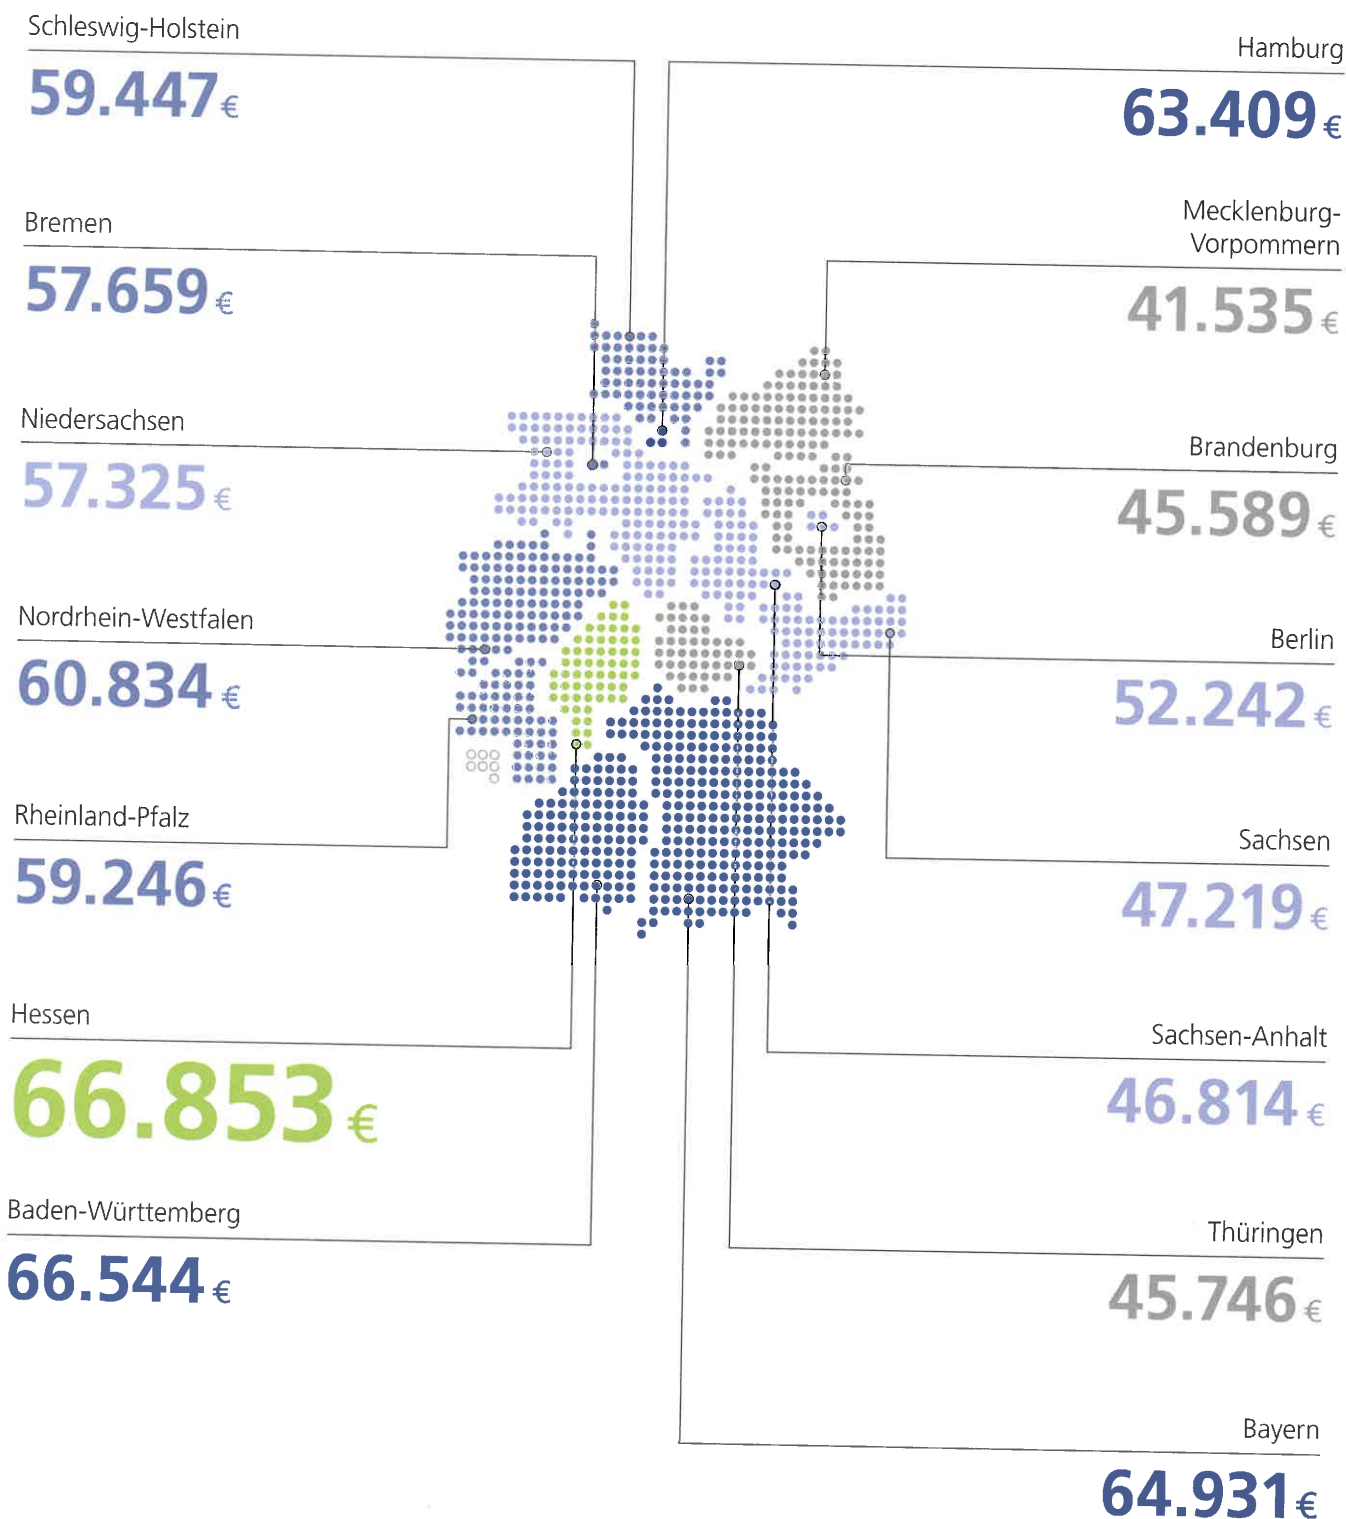 Schleswig-Holstein
59.447 €
Bremen
57.659 €
Niedersachsen
57.325 €
Nordrhein-Westfalen
60.834 €
Rheinland-Pfalz
59.246 €
Hessen
66.853 €
Baden-Württemberg
66.544 €
Hamburg
63.409 €
Mecklenburg-
Vorpommern
41.535 €
Brandenburg
45.589 €
Berlin
52.242 €
Sachsen
47.219 €
Sachsen-Anhalt
46.814 €
Thüringen
45.746 €
Bayern
64.931 €